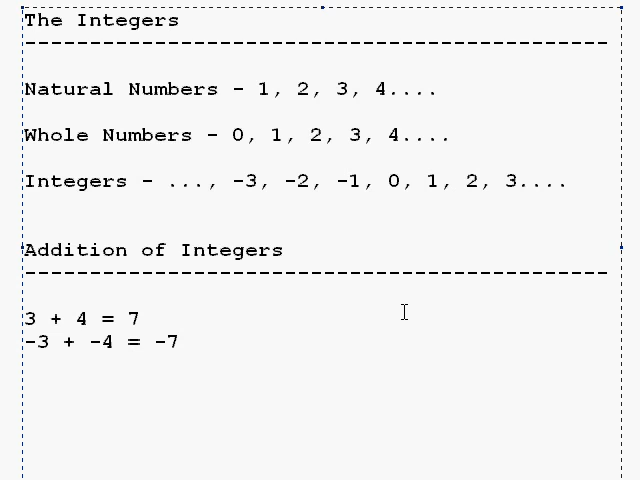 The Integers
---------------------------------------------
Natural Numbers - 1, 2, 3, 4....
Whole Numbers - 0, 1, 2, 3, 4....
Integers - ..., -3, -2, -1, 0, 1, 2, 3....
Addition of Integers
---------------------------------------------
3 + 4 = 7
-3 + -4 = -7